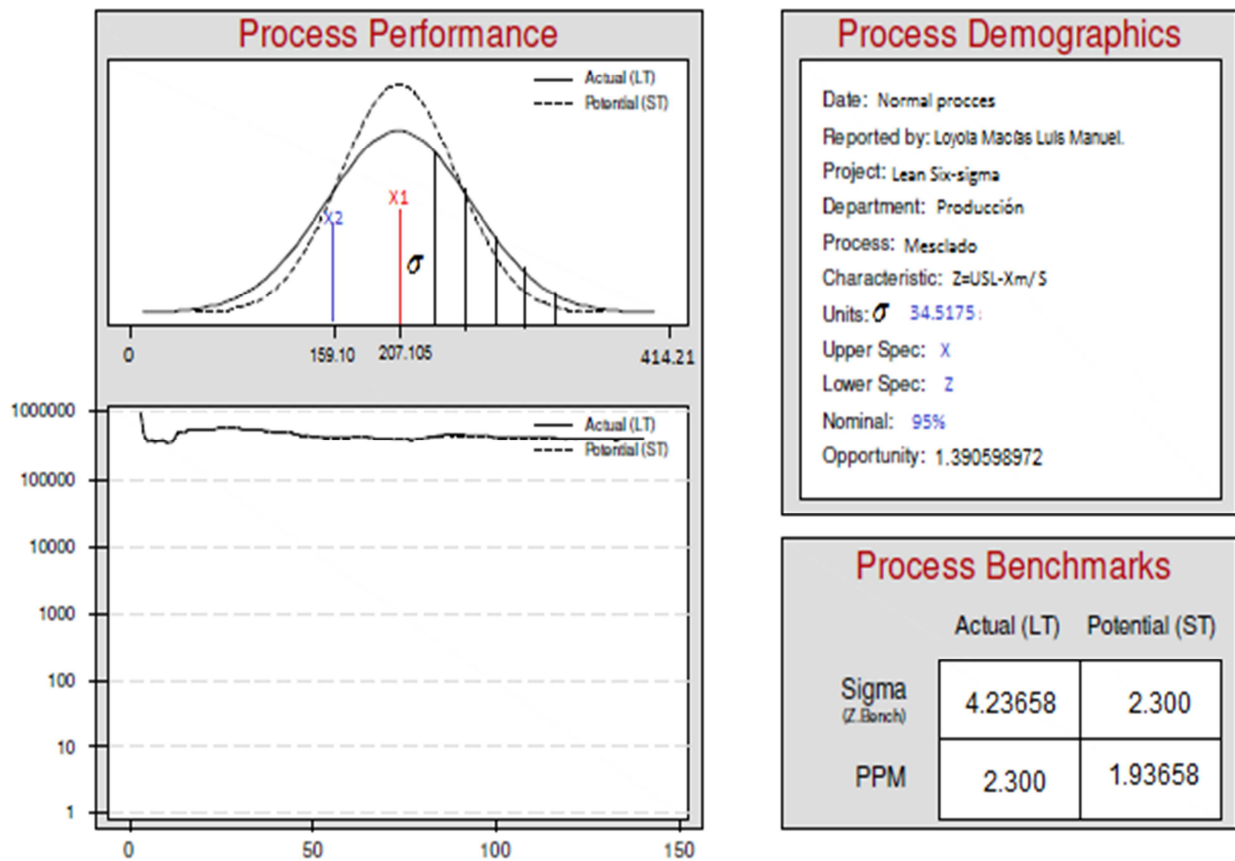 Process Performance
Actual (LT)
Potential (ST)
X2
X1
σ
0
159.10
207.105
414.21
1000000
100000
10000
1000
100
10
1
Actual (LT)
Potential (ST)
0
50
100
150
Process Demographics
Date: Normal procces
Reported by: Loyola Macías Luis Manuel.
Project: Lean Six-sigma
Department: Producción
Process: Mesclado
Characteristic: Z=USL-Xm/S
Units: σ 34.5175
Upper Spec: X
Lower Spec: Z
Nominal: 95%
Opportunity: 1.390598972
Process Benchmarks
Actual (LT) Potential (ST)
Sigma 4.23658 2.300
(Z.Bench)
PPM 2.300 1.93658